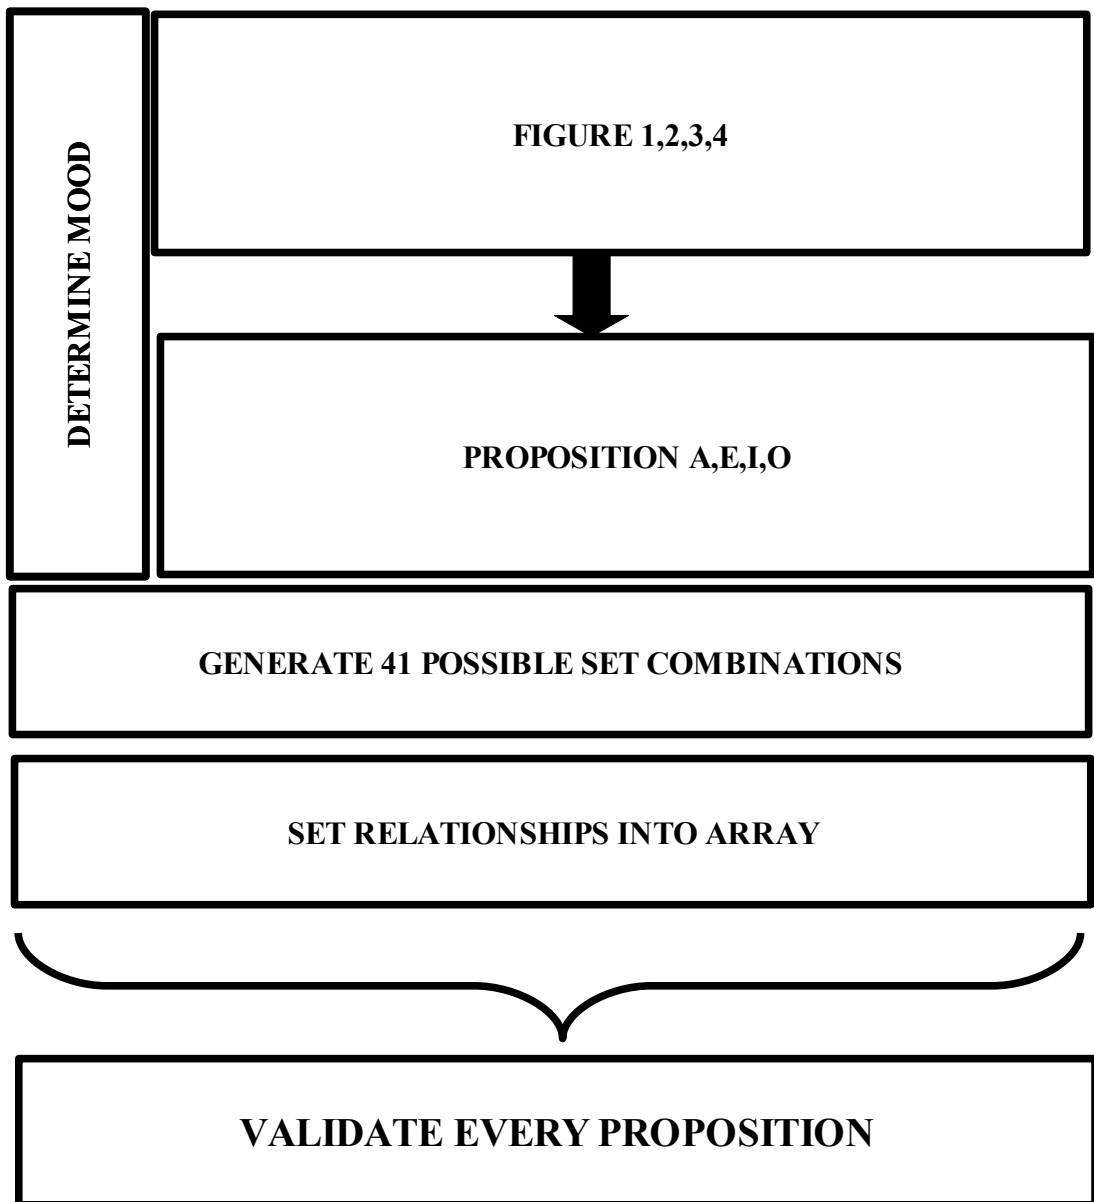 DETERMINE MOOD
FIGURE 1,2,3,4
PROPOSITION A,E,I,O
GENERATE 41 POSSIBLE SET COMBINATIONS
SET RELATIONSHIPS INTO ARRAY
VALIDATE EVERY PROPOSITION